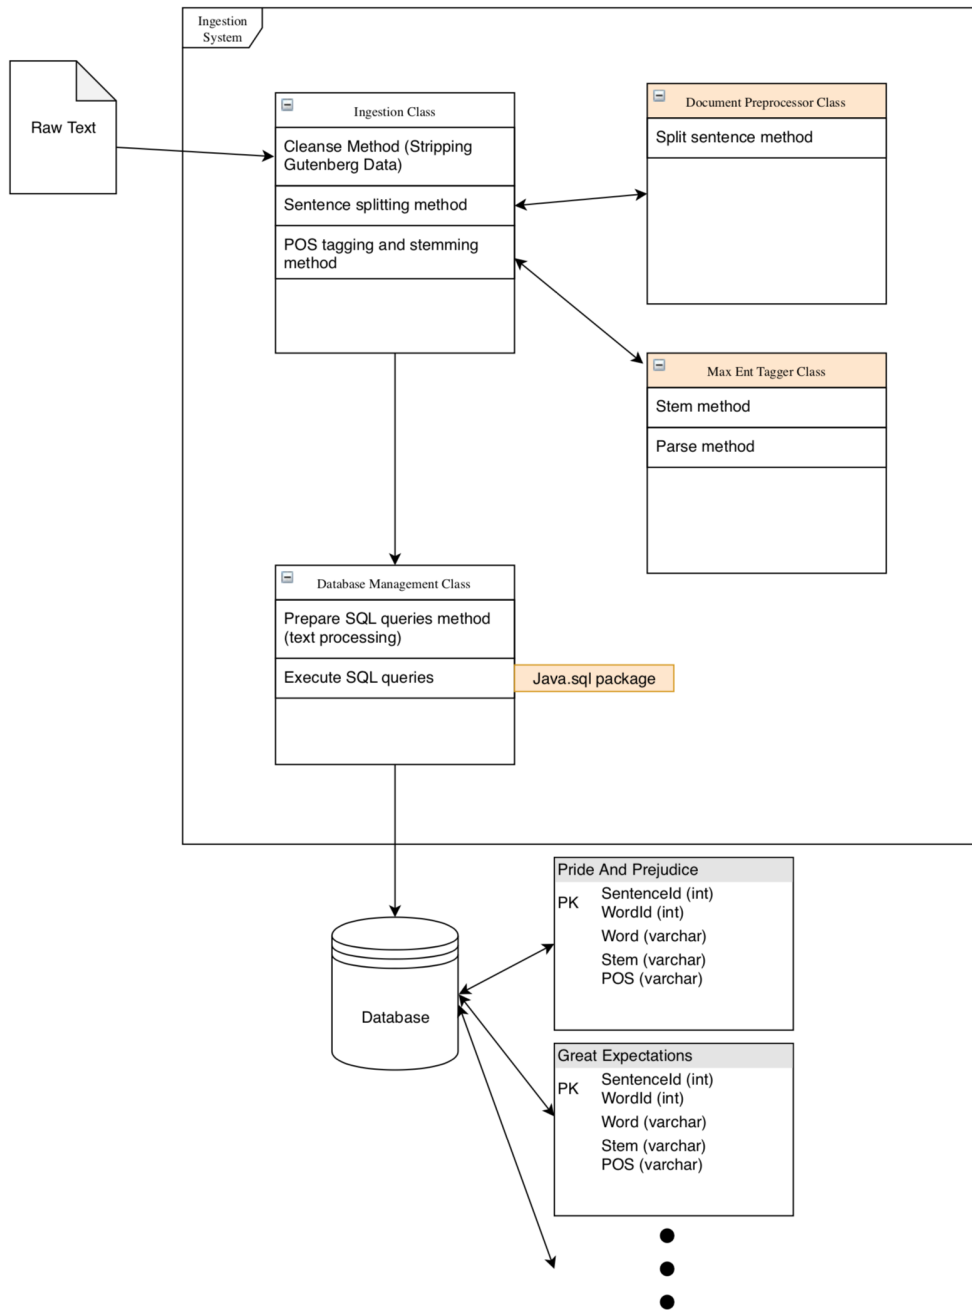 Ingestion
System
Raw Text
Ingestion Class
Cleanse Method (Stripping
Gutenberg Data)
Sentence splitting method
POS tagging and stemming
method
Document Preprocessor Class
Split sentence method
Max Ent Tagger Class
Stem method
Parse method
Database Management Class
Prepare SQL queries method
(text processing)
Execute SQL queries
Java.sql package
Database
Pride And Prejudice
PK
SentenceId (int)
WordId (int)
Word (varchar)
Stem (varchar)
POS (varchar)
Great Expectations
PK
SentenceId (int)
WordId (int)
Word (varchar)
Stem (varchar)
POS (varchar)